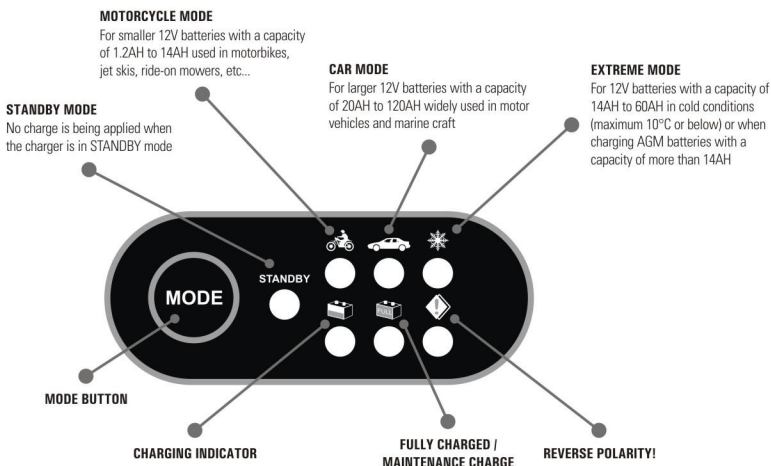 MOTORCYCLE MODE
For smaller 12V batteries with a capacity
of 1.2AH to 14AH used in motorbikes,
jet skis, ride-on mowers, etc...
CAR MODE
For larger 12V batteries with a capacity
of 20AH to 120AH widely used in motor
vehicles and marine craft
EXTREME MODE
For 12V batteries with a capacity of
14AH to 60AH in cold conditions
(maximum 10°C or below) or when
charging AGM batteries with a
capacity of more than 14AH
STANDBY MODE
No charge is being applied when
the charger is in STANDBY mode
MODE
STANDBY
FULL
MODE BUTTON
CHARGING INDICATOR
FULLY CHARGED /
MAINTENANCE CHARGE
REVERSE POLARITY!